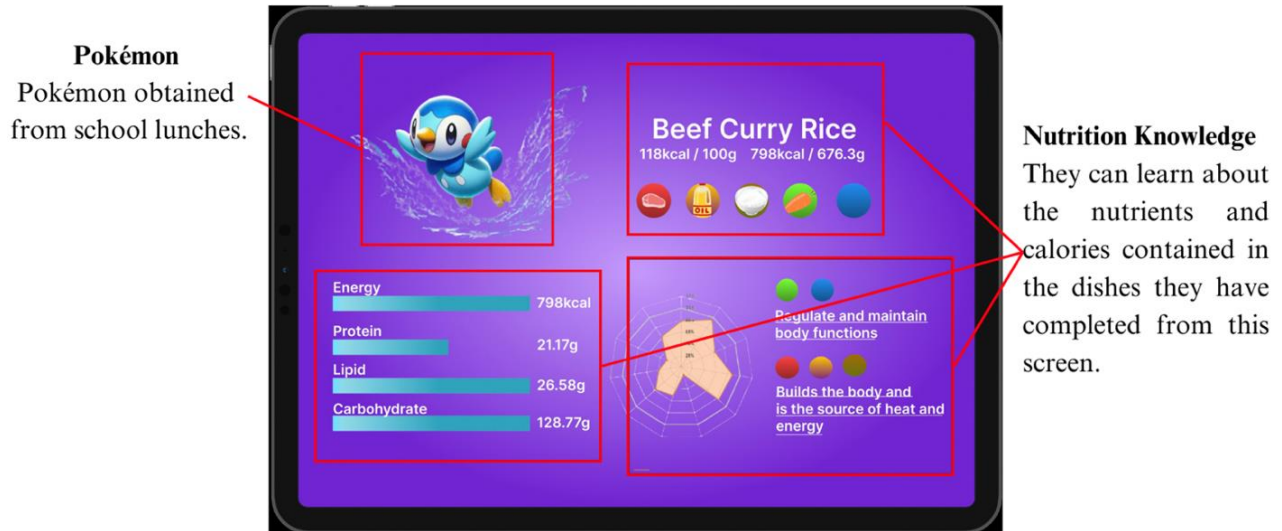 Pokémon
Pokémon obtained
from school lunches.
Beef Curry Rice
118kcal / 100g 798kcal / 676.3g
OIL
Energy
798kcal
Protein
21.17g
Lipid
26.58g
Carbohydrate
128.77g
Regulate and maintain
body functions
Builds the body and
is the source of heat and
energy
Nutrition Knowledge
They can learn about
the nutrients and
calories contained in
the dishes they have
completed from this
screen.